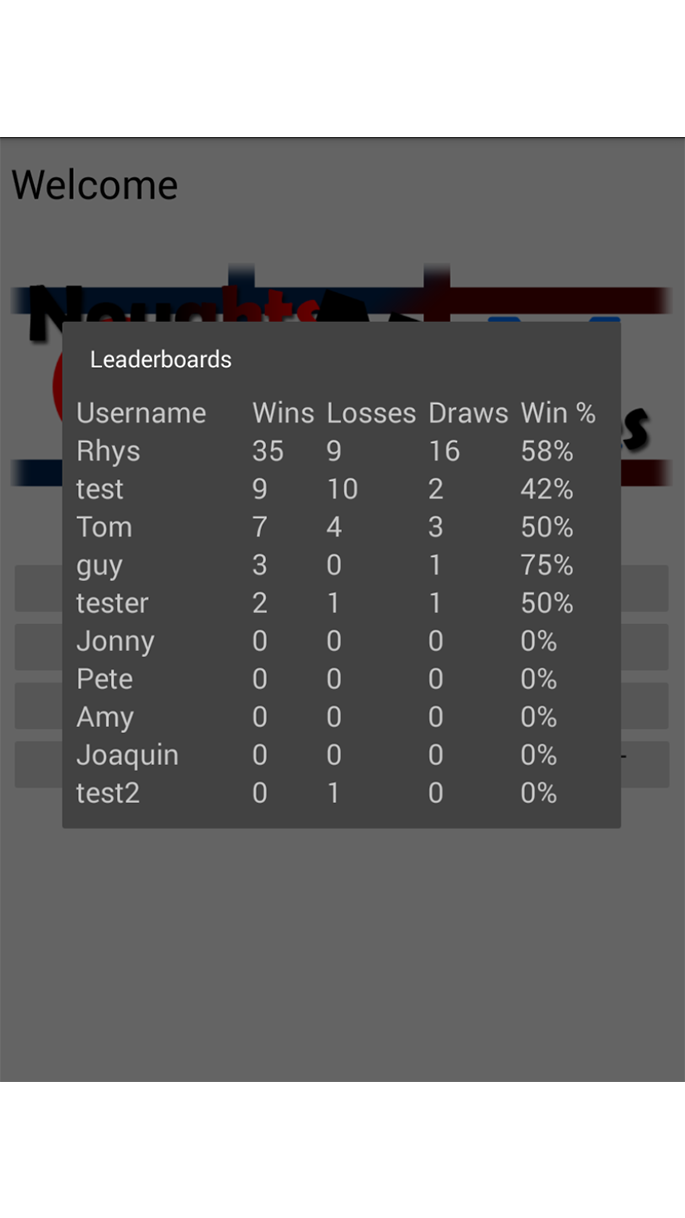 Welcome
Noughts
Leaderboards
Username Wins Losses Draws Win %
Rhys 35 9 16 58%
test 9 10 2 42%
Tom 7 4 3 50%
guy 3 0 1 75%
tester 2 1 1 50%
Jonny 0 0 0 0%
Pete 0 0 0 0%
Amy 0 0 0 0%
Joaquin 0 0 0 0%
test2 0 1 0 0%